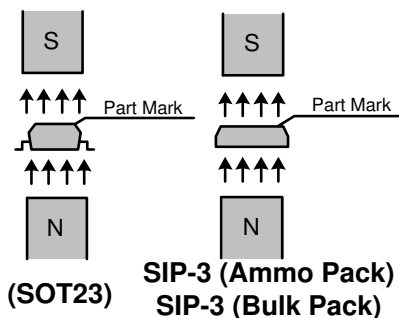 S
S
Part Mark
Part Mark
N
N
(SOT23)
SIP-3 (Ammo Pack)
SIP-3 (Bulk Pack)